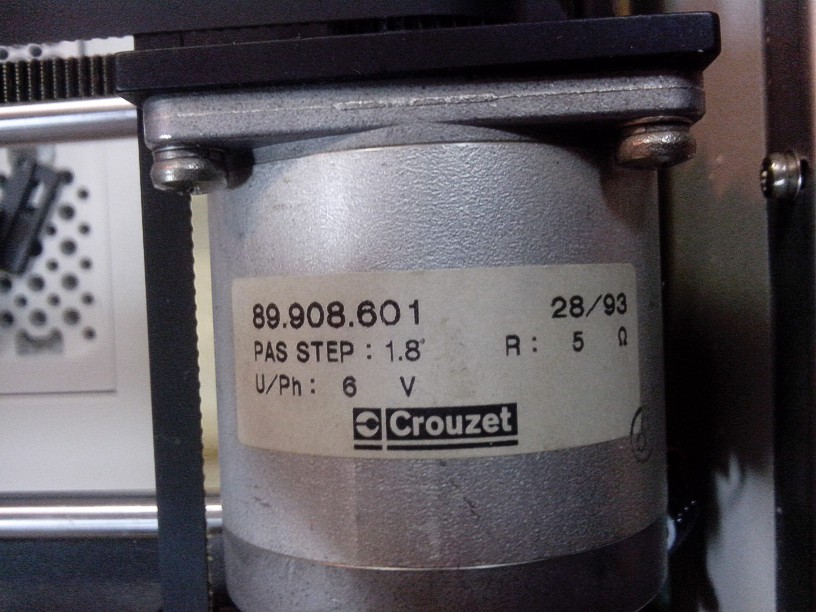 89.908.601 28/93
PAS STEP : 1.8° R : 5 Ω
U/Ph : 6 V
Crouzet